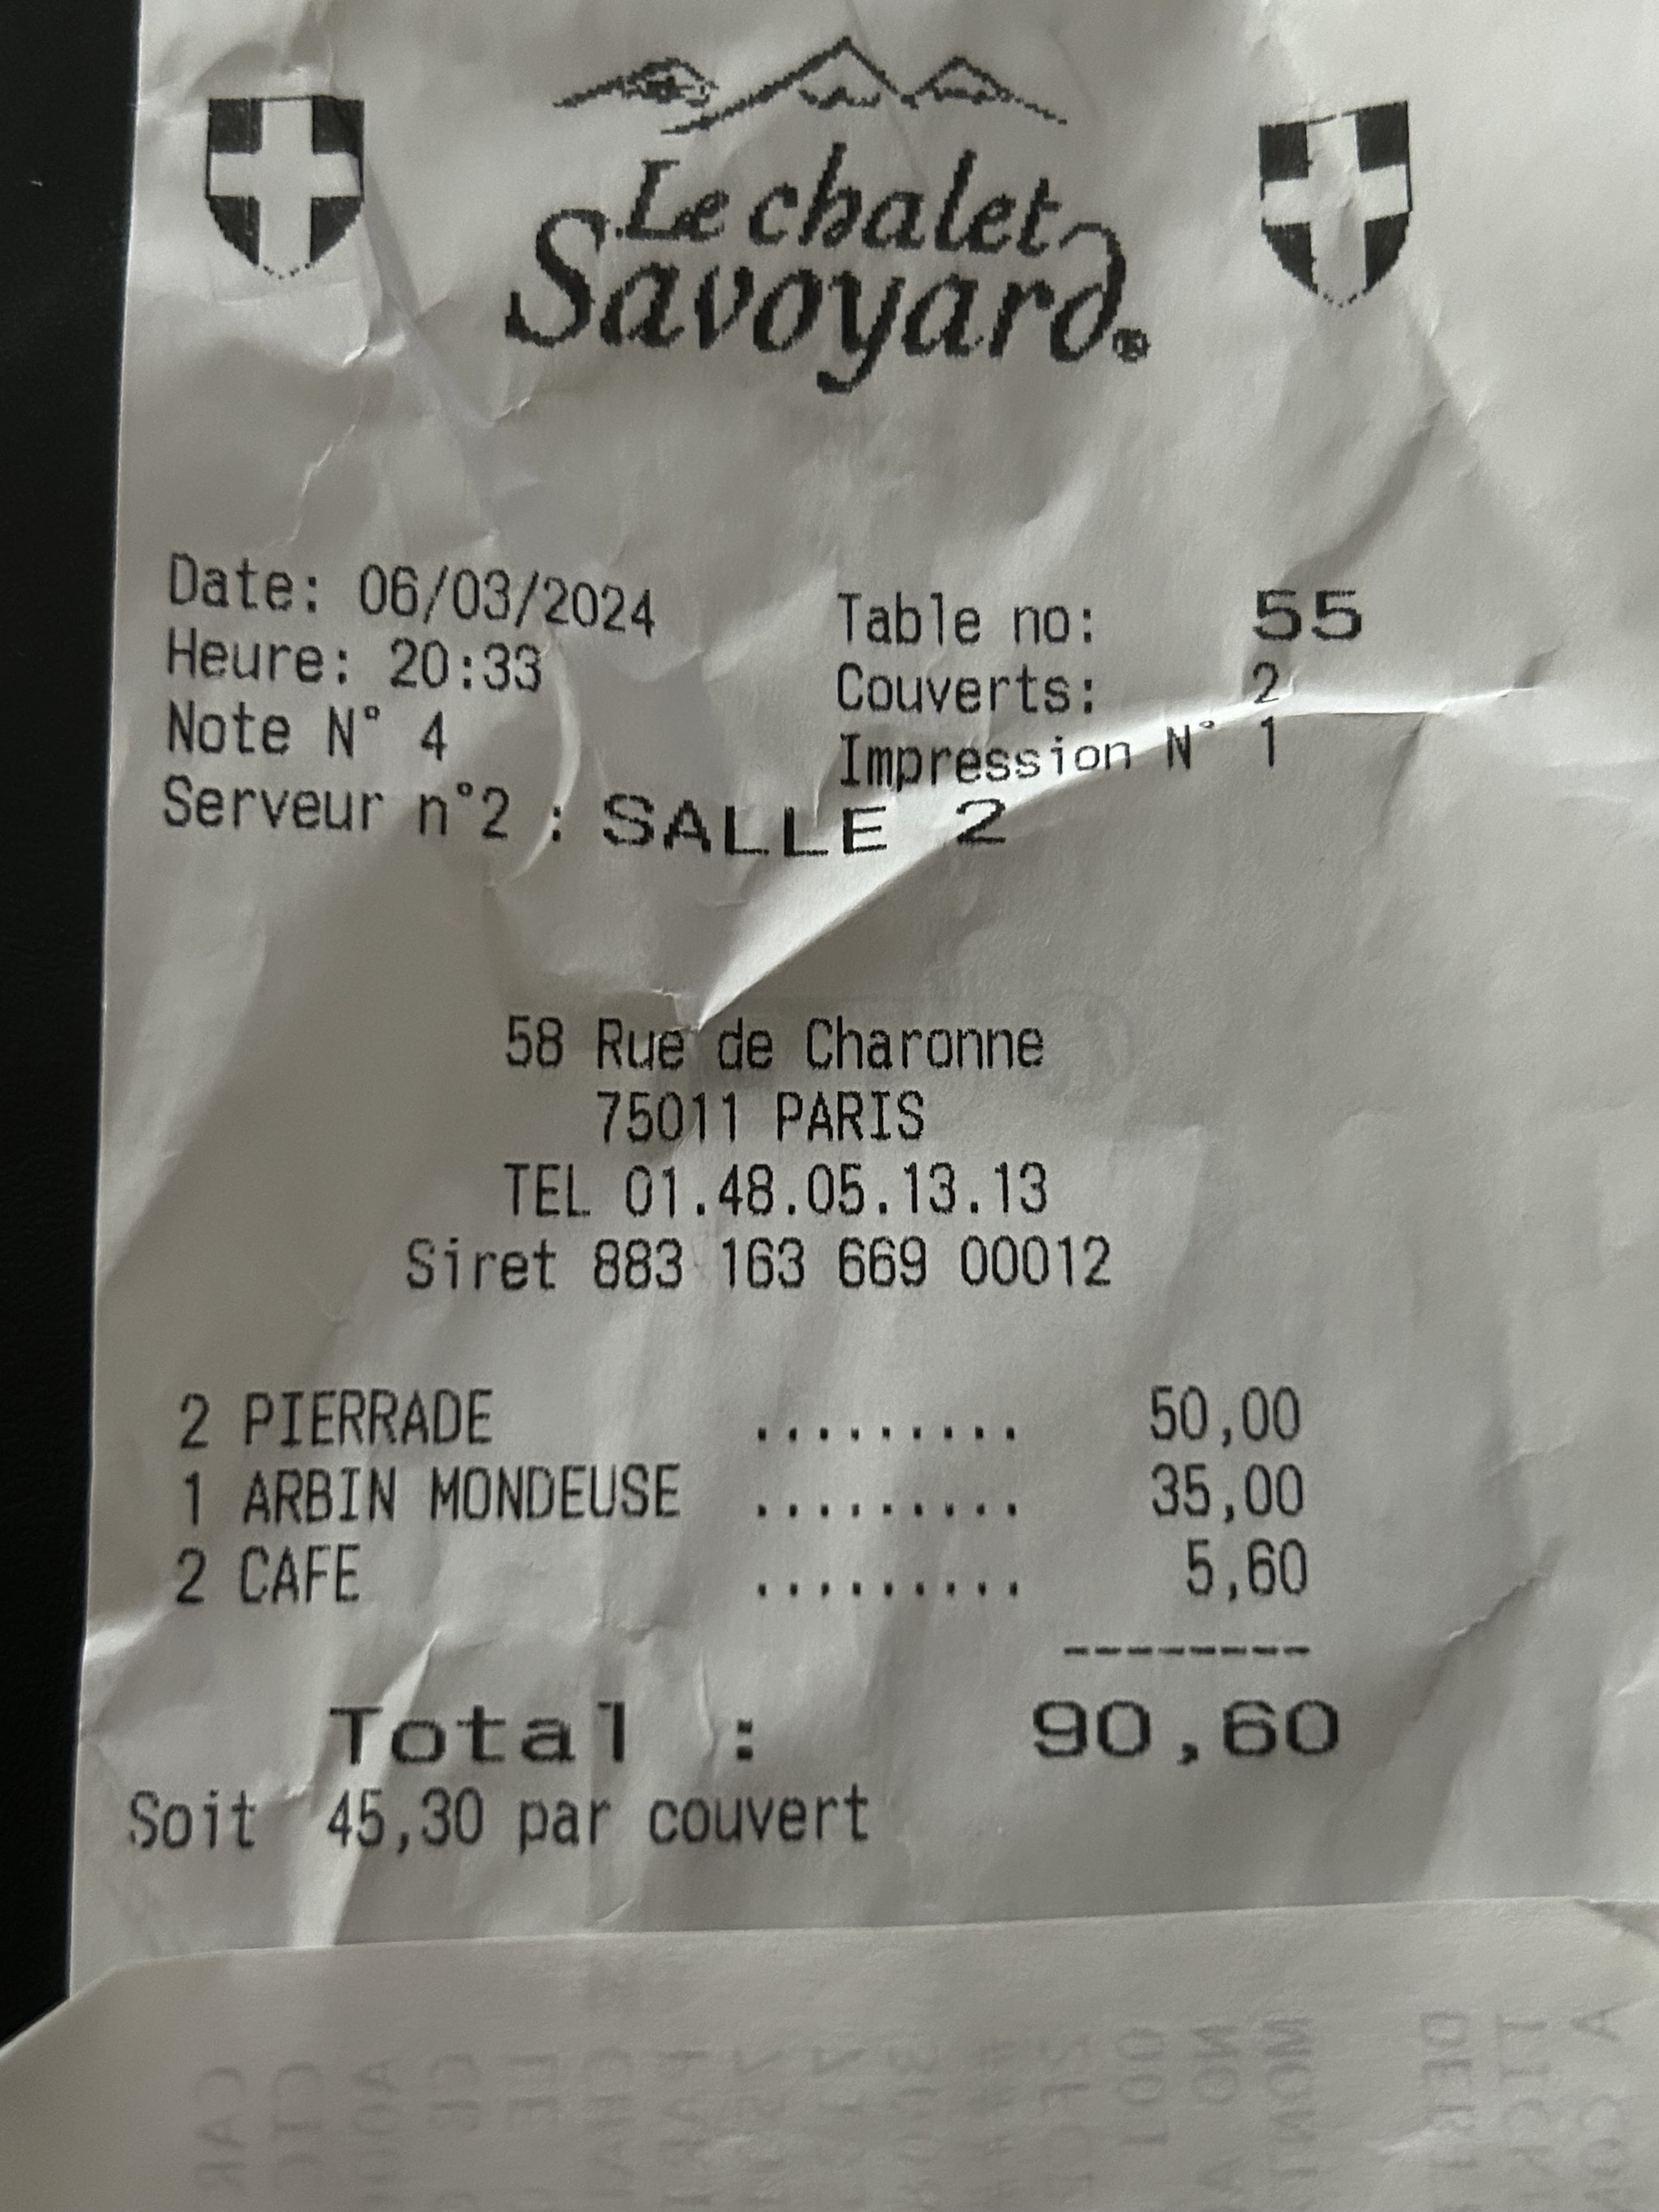 Le chalet
Savoyard®
Date: 06/03/2024
Heure: 20:33
Note N° 4
Table no: 55
Couverts: 2
Impression N° 1
Serveur n°2 : SALLE 2
58 Rue de Charonne
75011 PARIS
TEL 01.48.05.13.13
Siret 883 163 669 00012
2 PIERRADE ......... 50,00
1 ARBIN MONDEUSE ......... 35,00
2 CAFE ......... 5,60
--------
Total : 90,60
Soit 45,30 par couvert